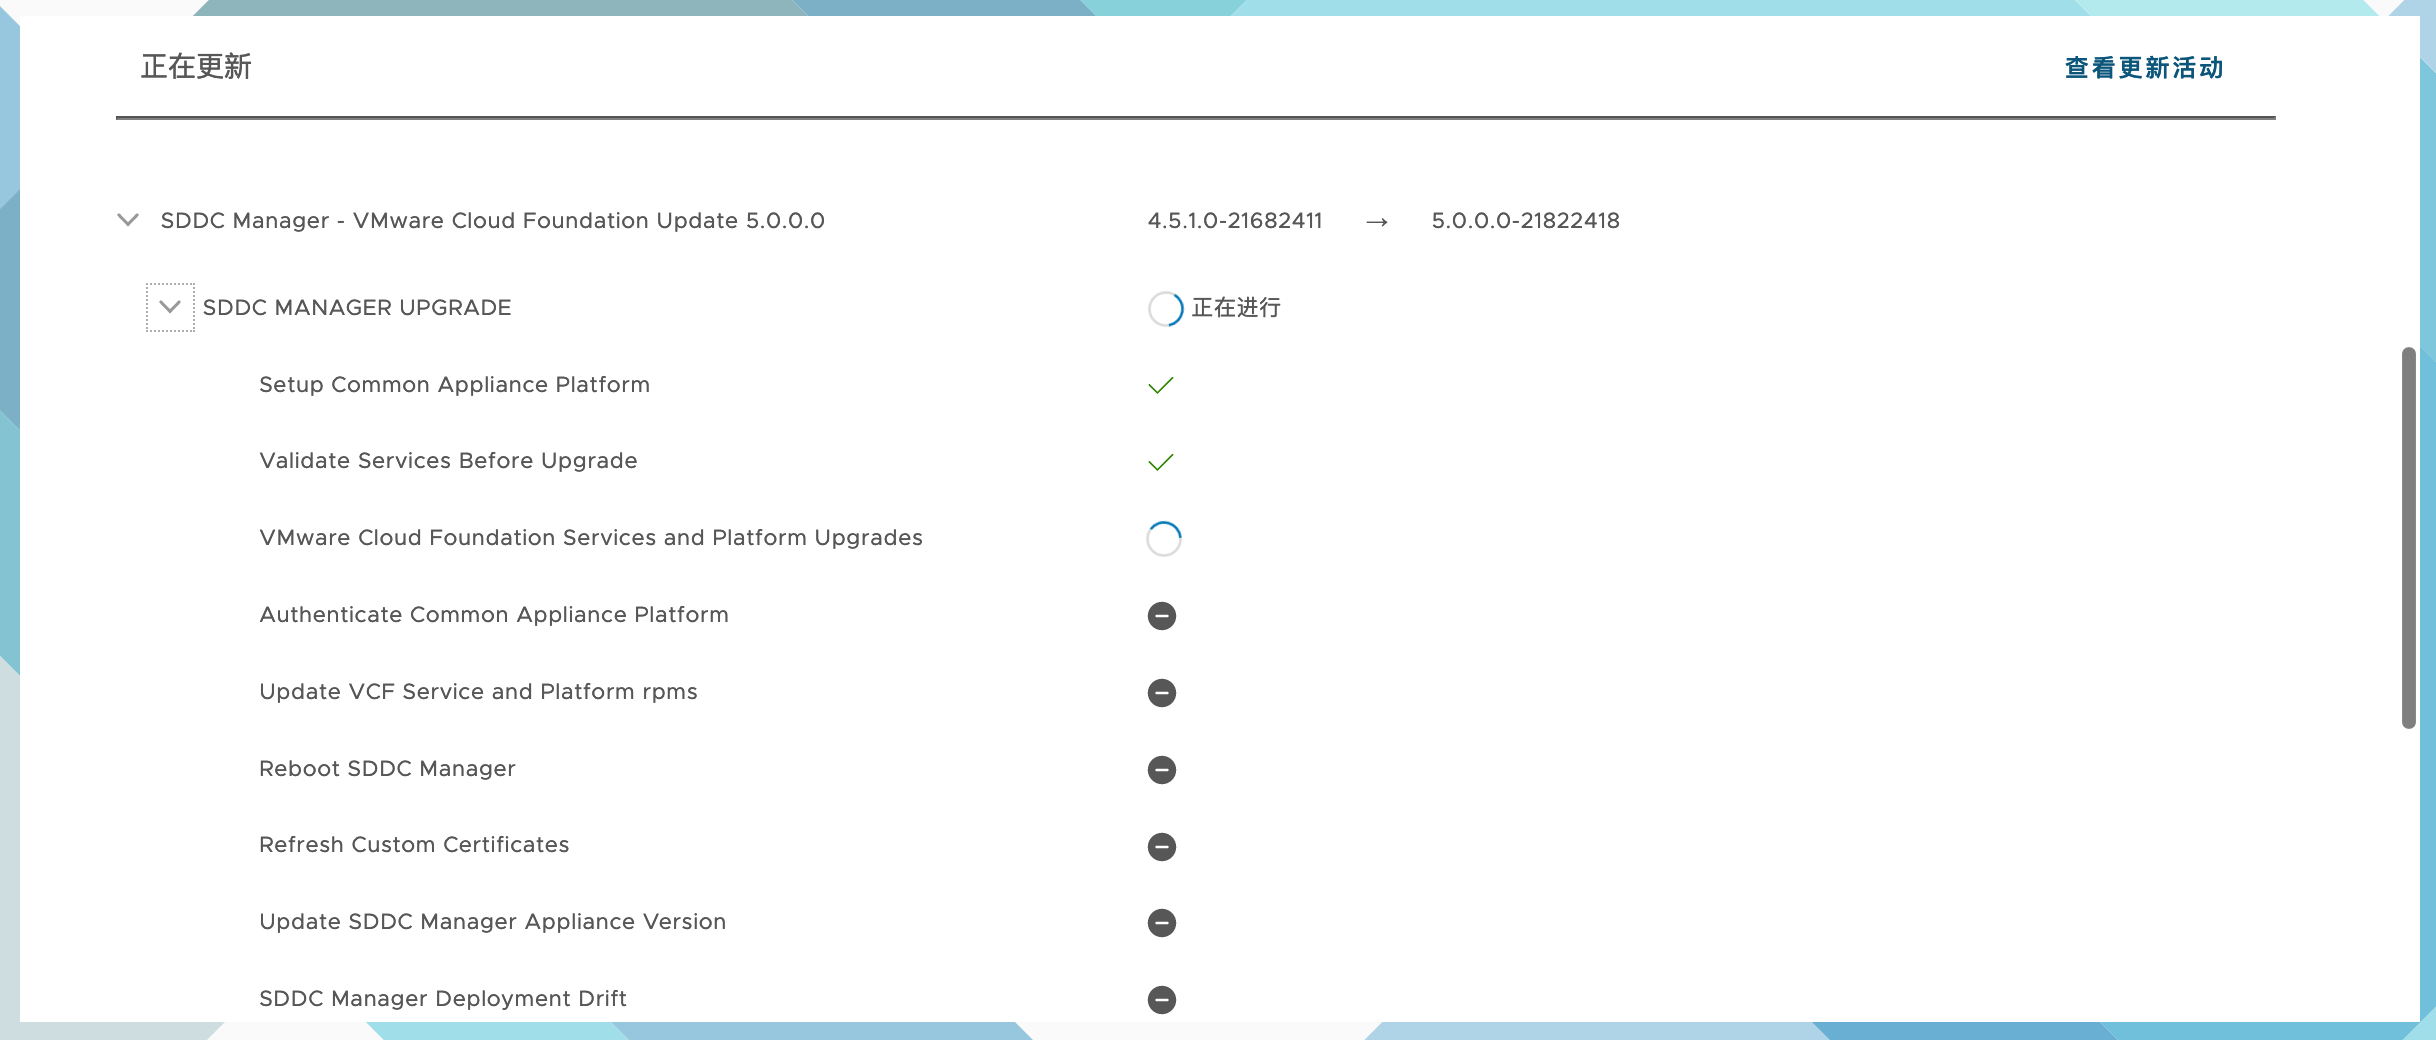 正在更新
查看更新活动
SDDC Manager - VMware Cloud Foundation Update 5.0.0.0
4.5.1.0-21682411 → 5.0.0.0-21822418
SDDC MANAGER UPGRADE
正在进行
Setup Common Appliance Platform
Validate Services Before Upgrade
VMware Cloud Foundation Services and Platform Upgrades
Authenticate Common Appliance Platform
Update VCF Service and Platform rpms
Reboot SDDC Manager
Refresh Custom Certificates
Update SDDC Manager Appliance Version
SDDC Manager Deployment Drift